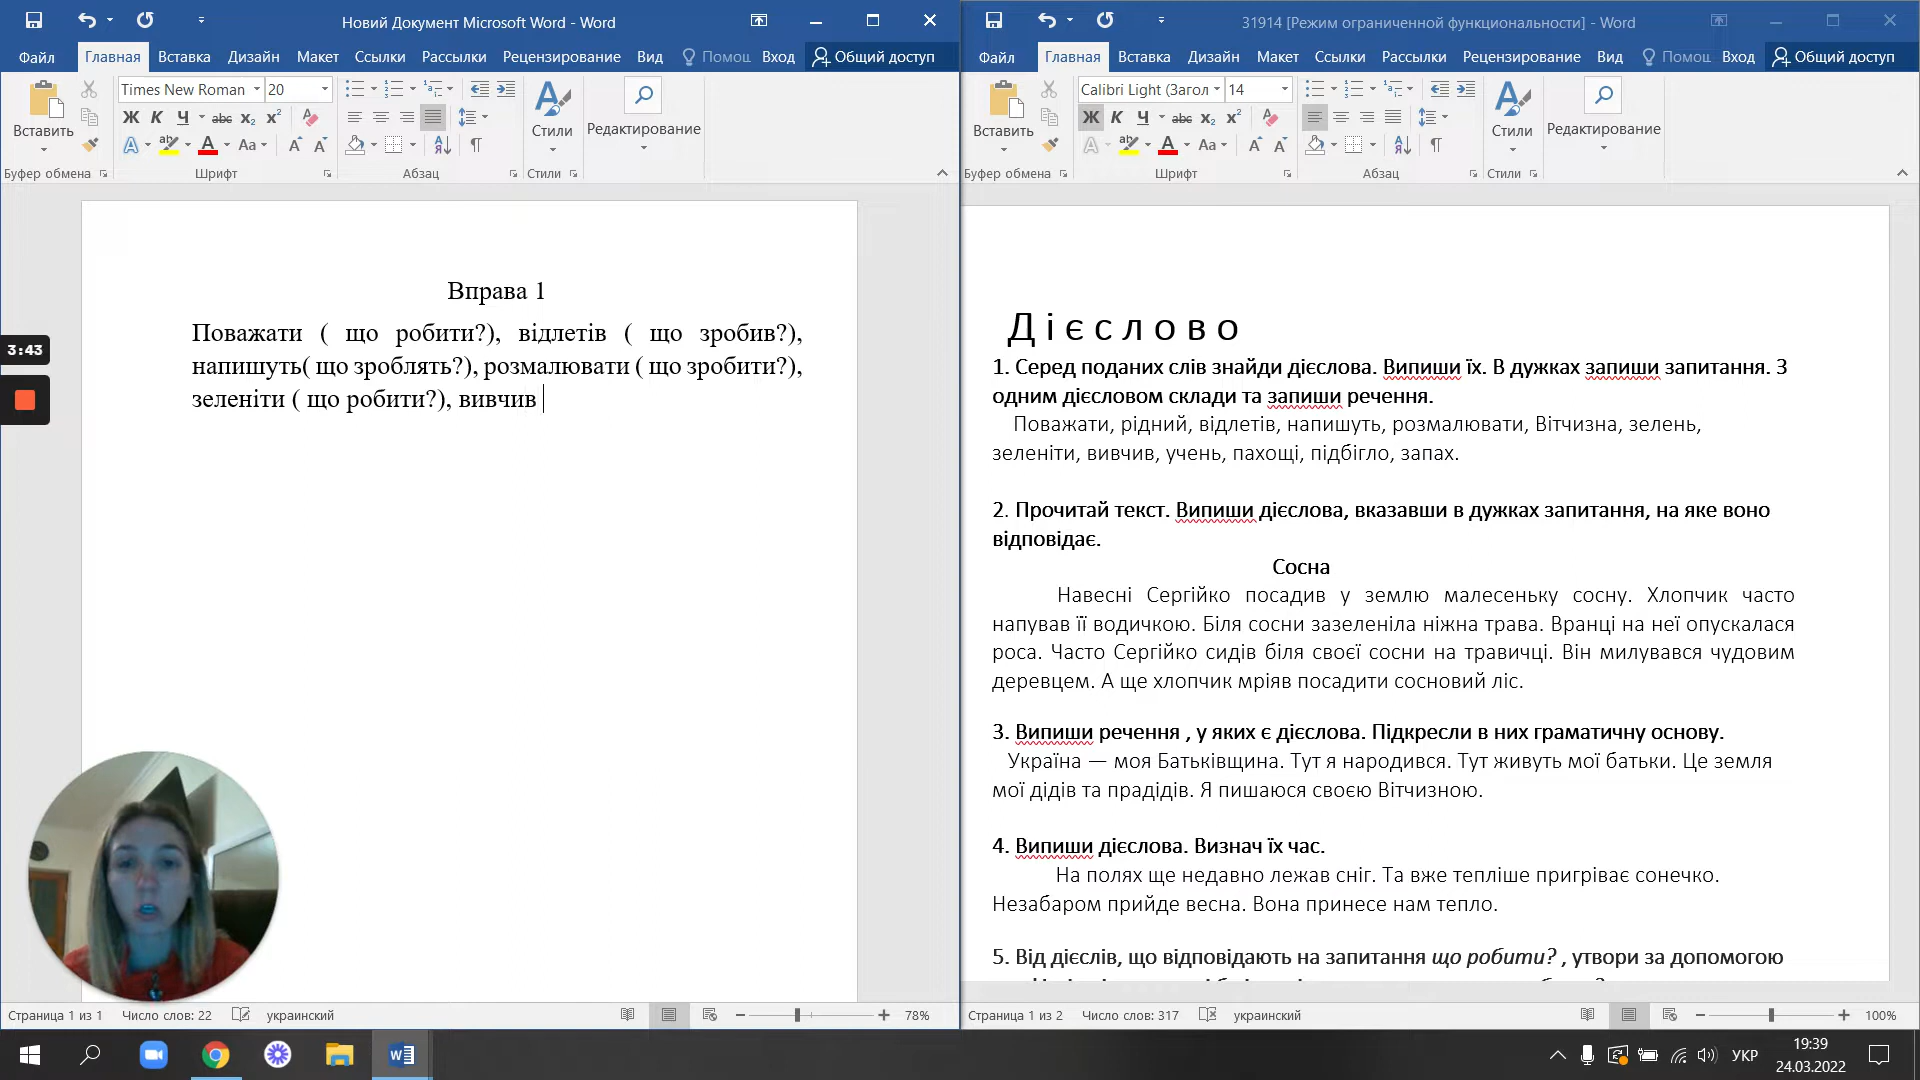 Новий Документ Microsoft Word - Word
Файл Главная Вставка Дизайн Макет Ссылки Рассылки Рецензирование Вид Помощ Вход Общий доступ
Times New Roman 20
Вставить
Ж К Ч abc x₂ x²
Стили
Редактирование
Aa
Буфер обмена Шрифт Абзац Стили
Вправа 1
Поважати ( що робити?), відлетів ( що зробив?),
напишуть( що зроблять?), розмалювати ( що зробити?),
зеленіти ( що робити?), вивчив
3:43
Страница 1 из 1 Число слов: 22 украинский 78%
31914 [Режим ограниченной функциональности] - Word
Файл Главная Вставка Дизайн Макет Ссылки Рассылки Рецензирование Вид Помощ Вход Общий доступ
Calibri Light (Загол 14
Вставить
Ж К Ч abc x₂ x²
Стили
Редактирование
Aa
Буфер обмена Шрифт Абзац Стили
Д і є с л о в о
1. Серед поданих слів знайди дієслова. Випиши їх. В дужках запиши запитання. З
одним дієсловом склади та запиши речення.
Поважати, рідний, відлетів, напишуть, розмалювати, Вітчизна, зелень,
зеленіти, вивчив, учень, пахощі, підбігло, запах.
2. Прочитай текст. Випиши дієслова, вказавши в дужках запитання, на яке воно
відповідає.
Сосна
Навесні Сергійко посадив у землю малесеньку сосну. Хлопчик часто
напував її водичкою. Біля сосни зазеленіла ніжна трава. Вранці на неї опускалася
роса. Часто Сергійко сидів біля своєї сосни на травичці. Він милувався чудовим
деревцем. А ще хлопчик мріяв посадити сосновий ліс.
3. Випиши речення , у яких є дієслова. Підкресли в них граматичну основу.
Україна — моя Батьківщина. Тут я народився. Тут живуть мої батьки. Це земля
мої дідів та прадідів. Я пишаюся своєю Вітчизною.
4. Випиши дієслова. Визнач їх час.
На полях ще недавно лежав сніг. Та вже тепліше пригріває сонечко.
Незабаром прийде весна. Вона принесе нам тепло.
5. Від дієслів, що відповідають на запитання що робити? , утвори за допомогою
Страница 1 из 2 Число слов: 317 украинский 100%
УКР
19:39
24.03.2022